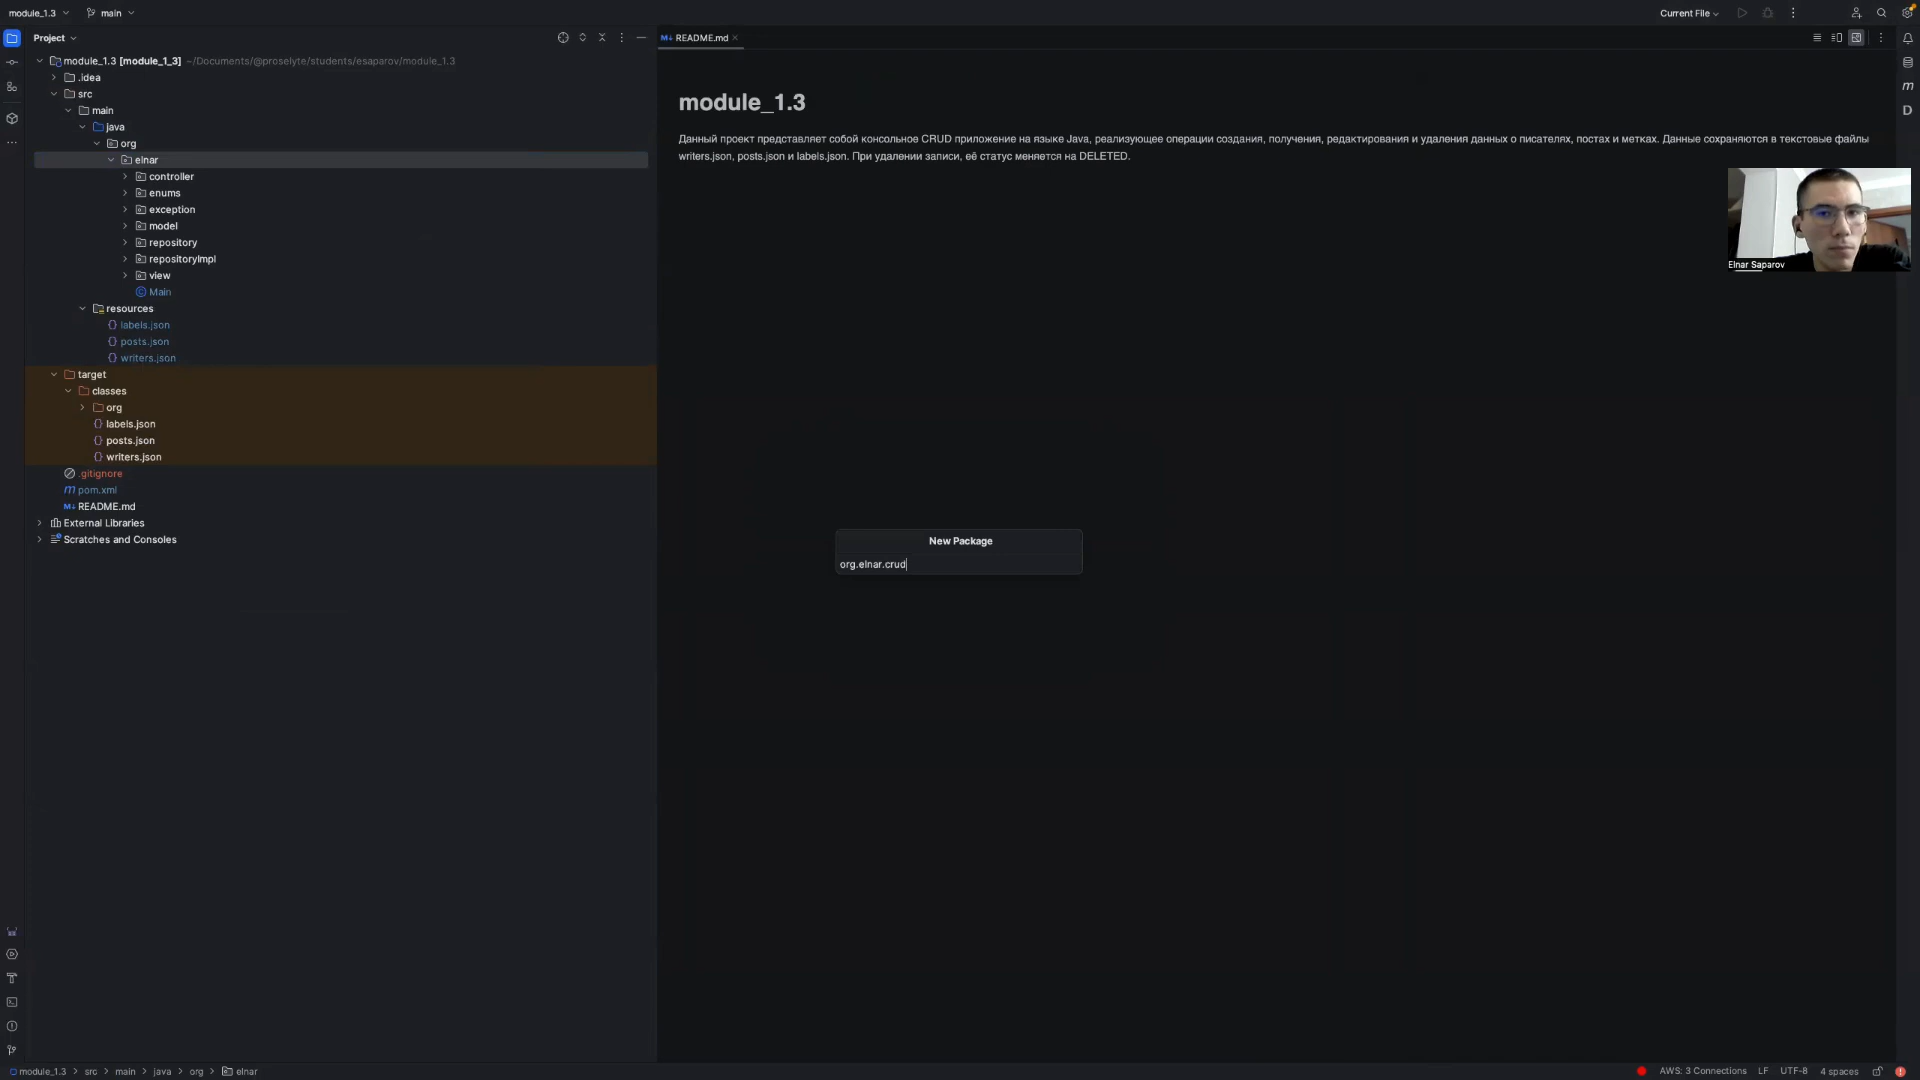 module_1.3
main
Current File
Project
README.md
module_1.3 [module_1_3] ~/Documents/@proselyte/students/esaparov/module_1.3
.idea
src
main
java
org
elnar
controller
enums
exception
model
repository
repositoryImpl
view
Main
resources
labels.json
posts.json
writers.json
target
classes
org
labels.json
posts.json
writers.json
.gitignore
pom.xml
README.md
External Libraries
Scratches and Consoles
module_1.3
Данный проект представляет собой консольное CRUD приложение на языке Java, реализующее операции создания, получения, редактирования и удаления данных о писателях, постах и метках. Данные сохраняются в текстовые файлы
writers.json, posts.json и labels.json. При удалении записи, её статус меняется на DELETED.
Elnar Saparov
New Package
org.elnar.crud
module_1.3 > src > main > java > org > elnar
AWS: 3 Connections LF UTF-8 4 spaces